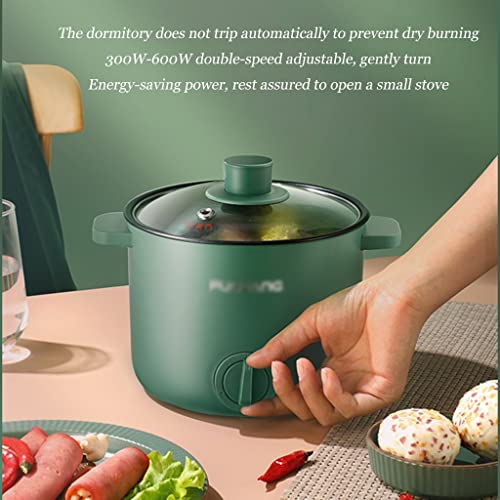 The dormitory does not trip automatically to prevent dry burning
300W-600W double-speed adjustable, gently turn
Energy-saving power, rest assured to open a small stove